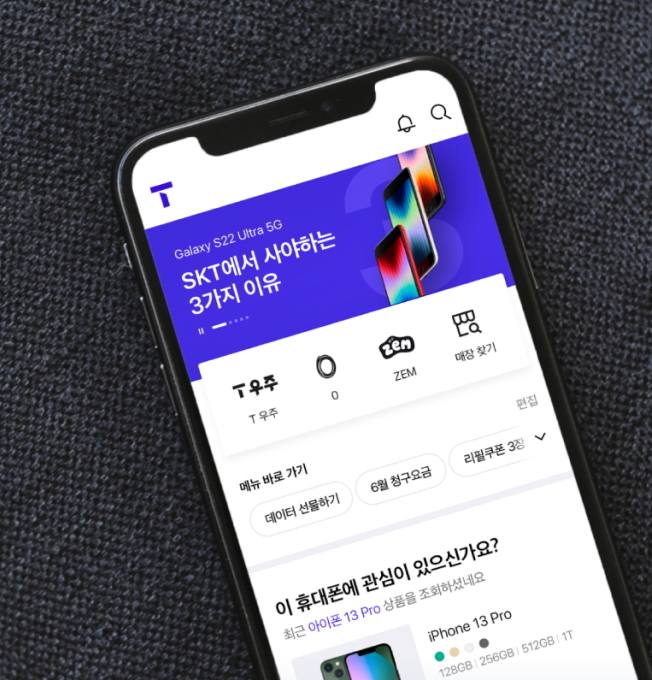 T
Galaxy S22 Ultra 5G
SKT에서 사야하는
3가지 이유
3
T 우주
zem
T 우주
0
ZEM
매장 찾기
편집
메뉴 바로 가기
데이터 선물하기
6월 청구요금
리필쿠폰 3장
이 휴대폰에 관심이 있으신가요?
최근 아이폰 13 Pro 상품을 조회하셨네요
iPhone 13 Pro
128GB | 256GB | 512GB | 1T